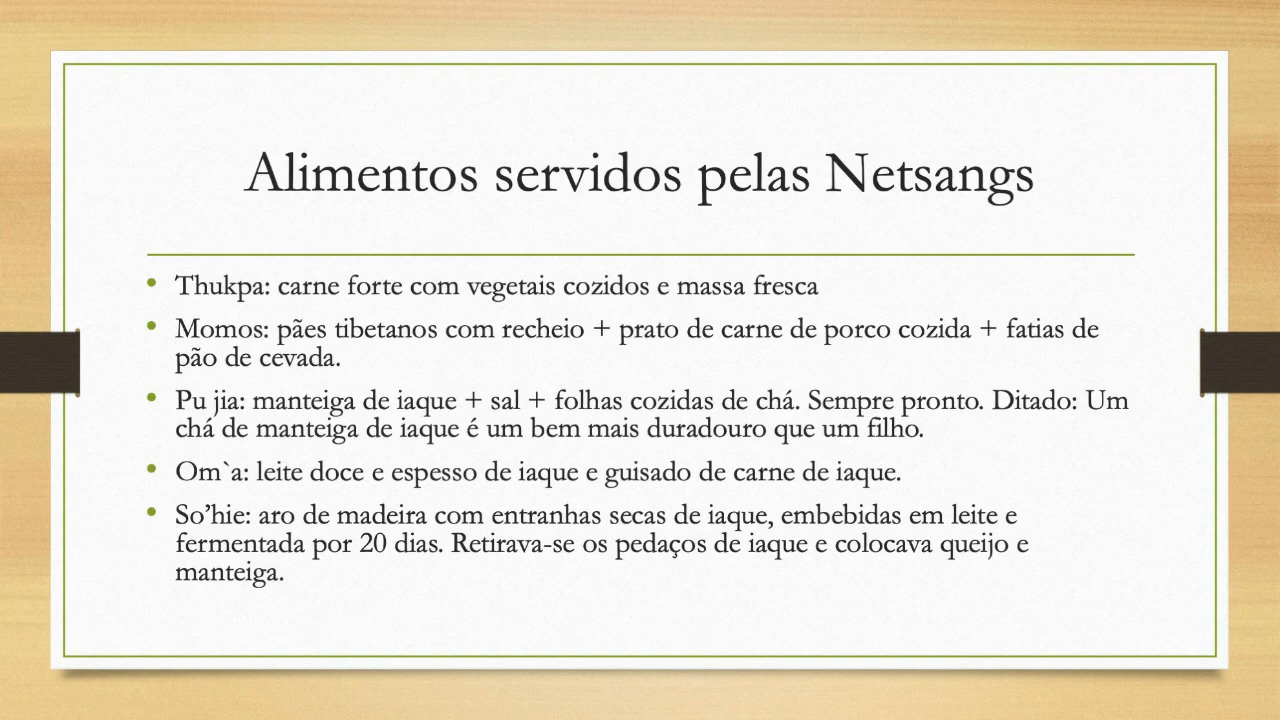 Alimentos servidos pelas Netsangs
• Thukpa: carne forte com vegetais cozidos e massa fresca
• Momos: pães tibetanos com recheio + prato de carne de porco cozida + fatias de
pão de cevada.
• Pu jia: manteiga de iaque + sal + folhas cozidas de chá. Sempre pronto. Ditado: Um
chá de manteiga de iaque é um bem mais duradouro que um filho.
• Om`a: leite doce e espesso de iaque e guisado de carne de iaque.
• So’hie: aro de madeira com entranhas secas de iaque, embebidas em leite e
fermentada por 20 dias. Retirava-se os pedaços de iaque e colocava queijo e
manteiga.